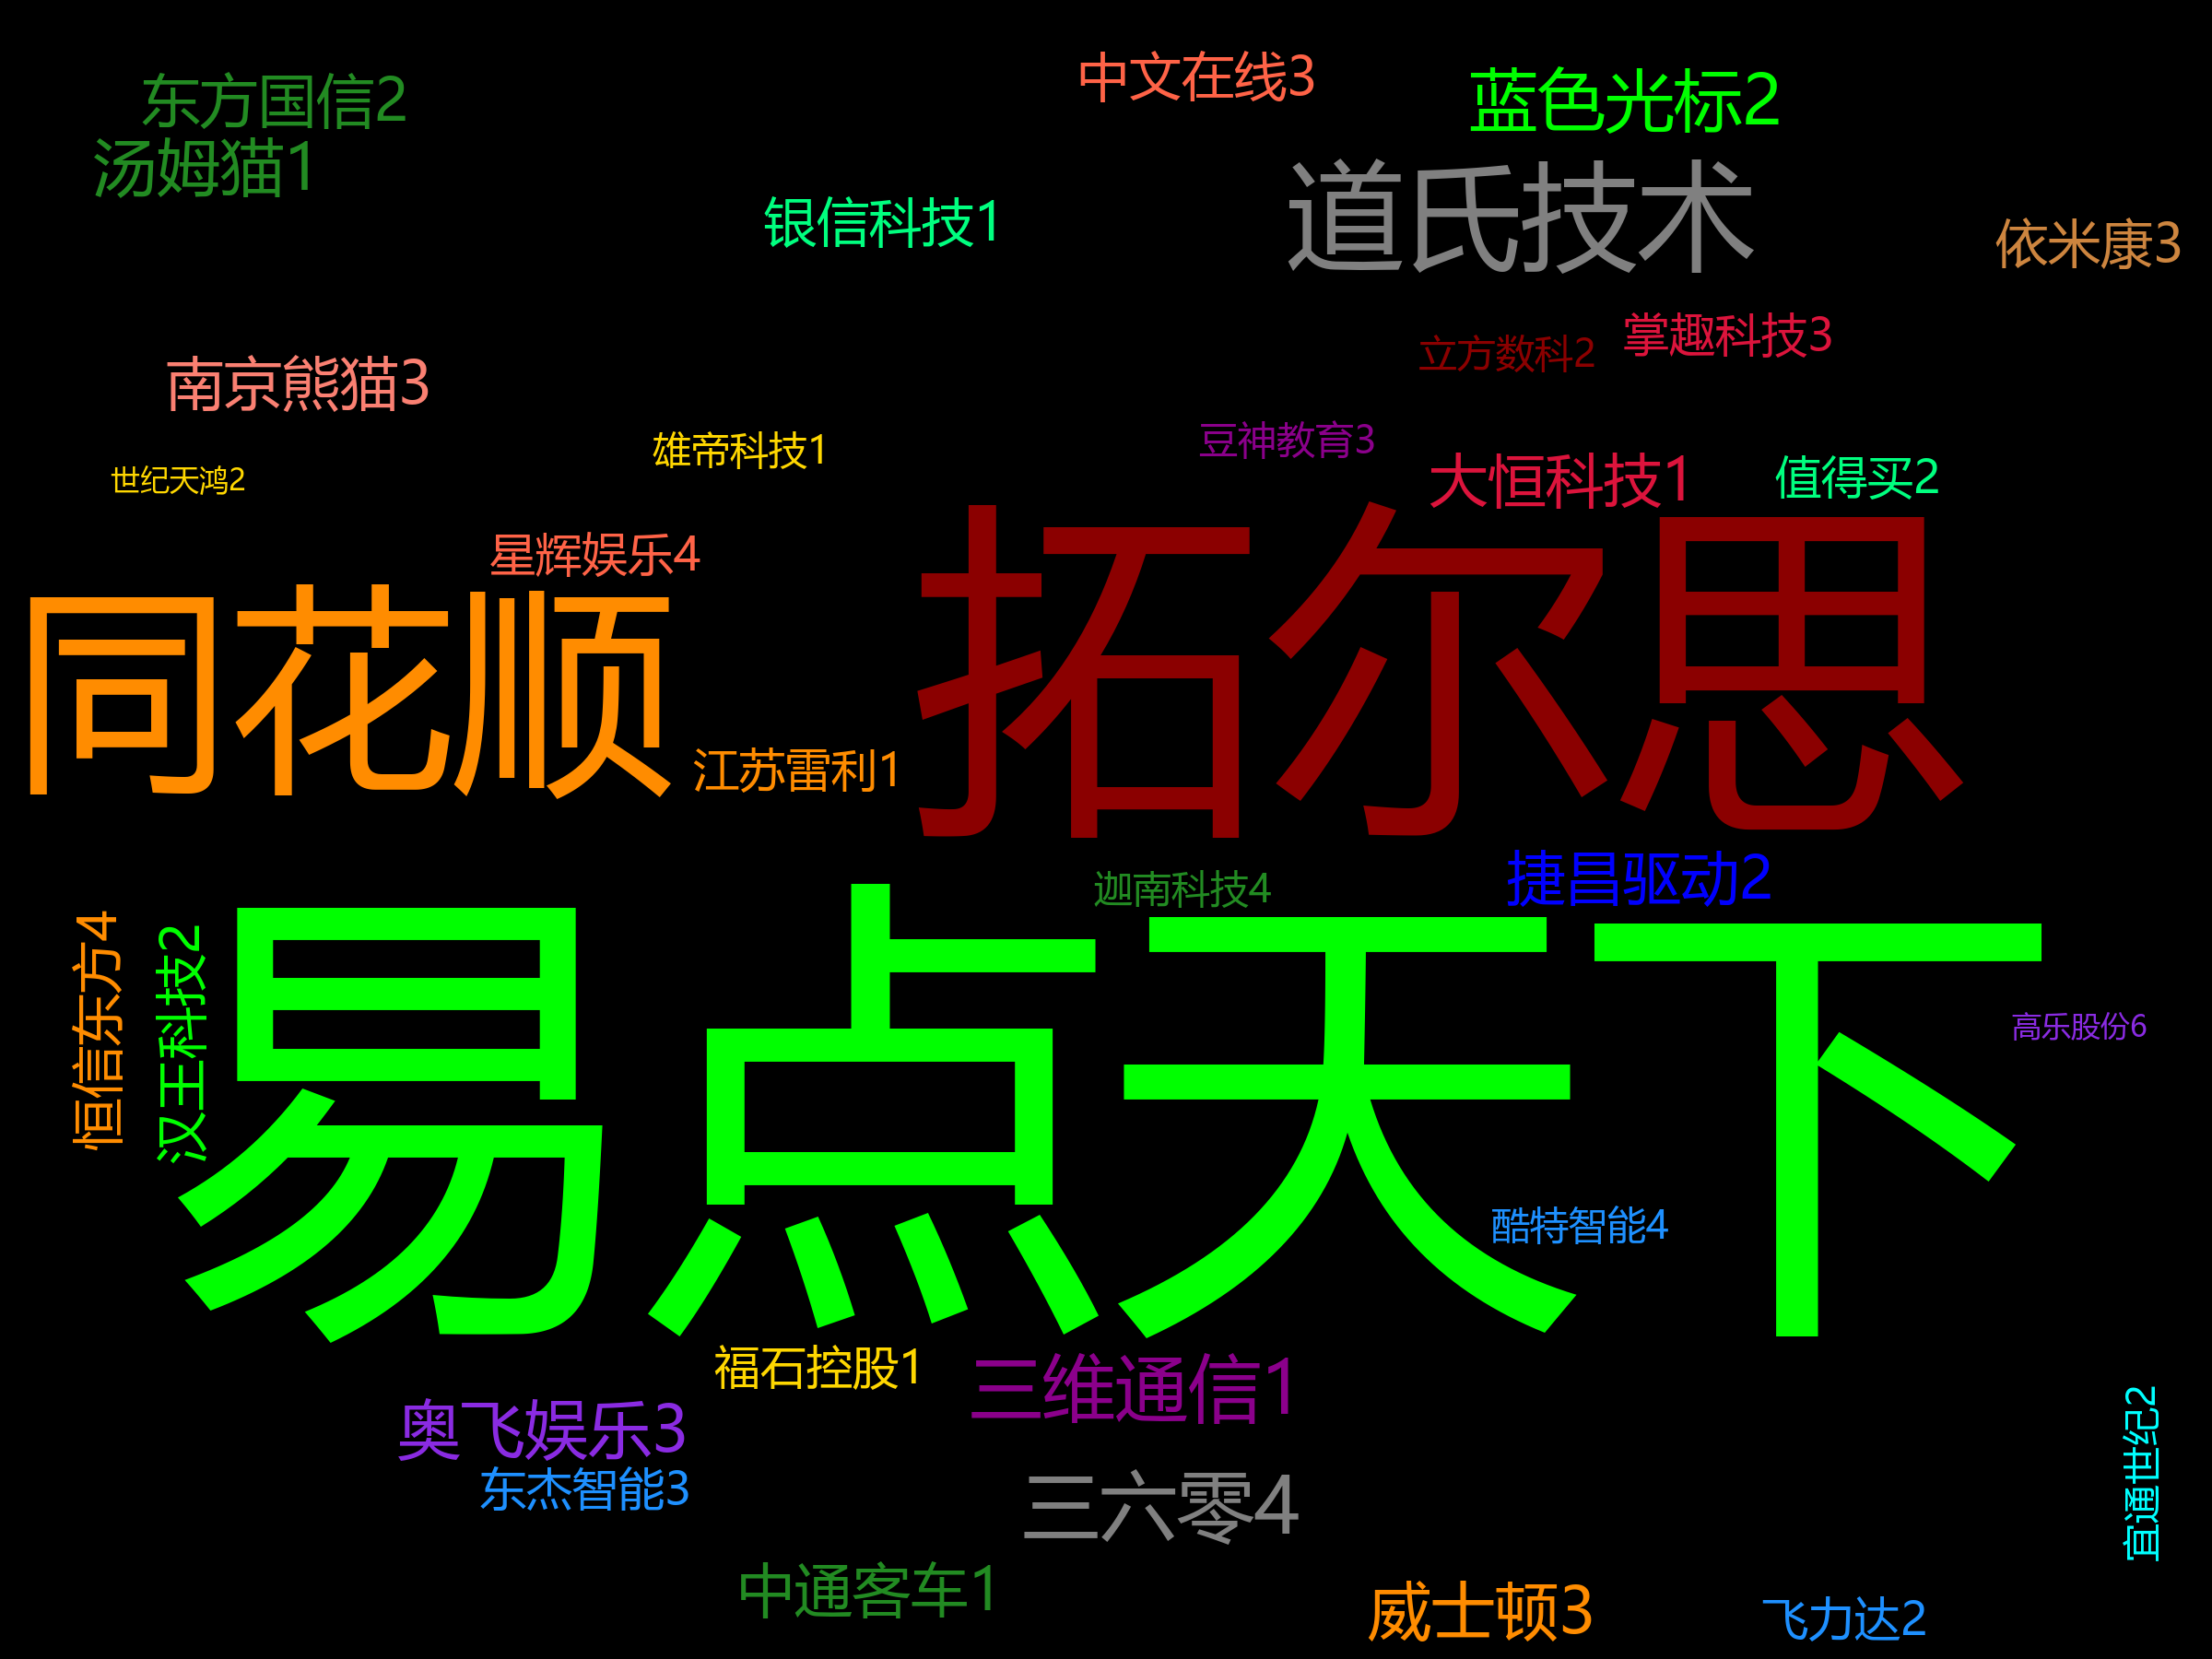 中文在线3
蓝色光标2
东方国信2
汤姆猫1
道氏技术
银信科技1
依米康3
掌趣科技3
立方数科2
南京熊猫3
豆神教育3
雄帝科技1
大恒科技1
值得买2
世纪天鸿2
星辉娱乐4
拓尔思
同花顺
江苏雷利1
捷昌驱动2
迦南科技4
恒信东方4
汉王科技2
易点天下
高乐股份6
酷特智能4
福石控股1
三维通信1
奥飞娱乐3
宜通世纪2
东杰智能3
三六零4
中通客车1
威士顿3
飞力达2